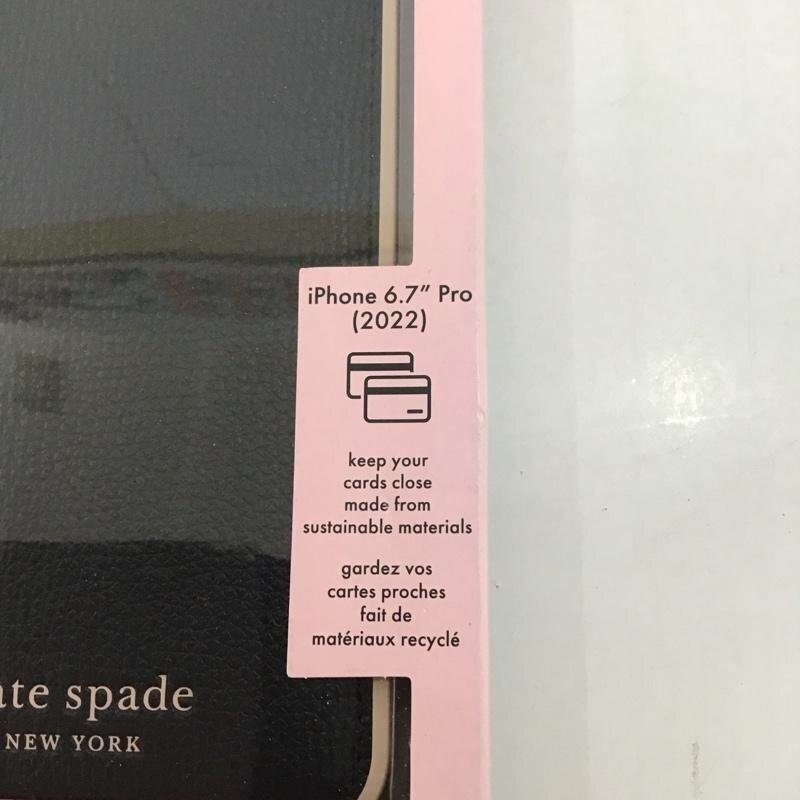 iPhone 6.7” Pro
(2022)
keep your
cards close
made from
sustainable materials
gardez vos
cartes proches
fait de
matériaux recyclé
ate spade
NEW YORK